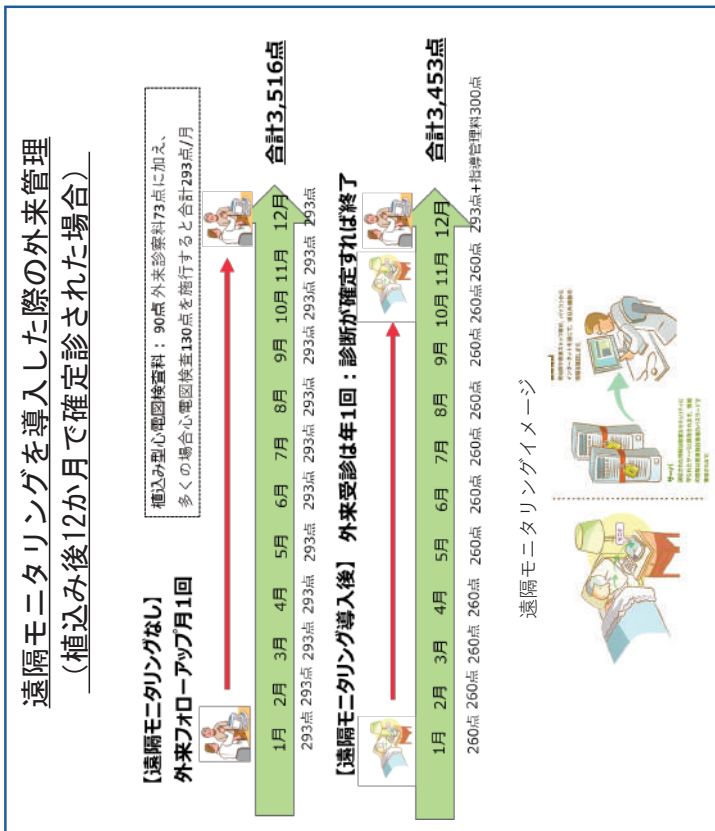 遠隔モニタリングを導入した際の外来管理
（植込み後12か月で確定診された場合）
【遠隔モニタリングなし】
外来フォローアップ月1回
植込み型心電図検査料：90点 外来診察料73点に加え、
多くの場合心電図検査130点を施行すると合計293点/月
1月 2月 3月 4月 5月 6月 7月 8月 9月 10月 11月 12月
293点 293点 293点 293点 293点 293点 293点 293点 293点 293点 293点 293点
合計3,516点
【遠隔モニタリング導入後】 外来受診は年1回：診断が確定すれば終了
1月 2月 3月 4月 5月 6月 7月 8月 9月 10月 11月 12月
260点 260点 260点 260点 260点 260点 260点 260点 260点 260点 260点 293点+指導管理料300点
合計3,453点
遠隔モニタリングイメージ
サーバ